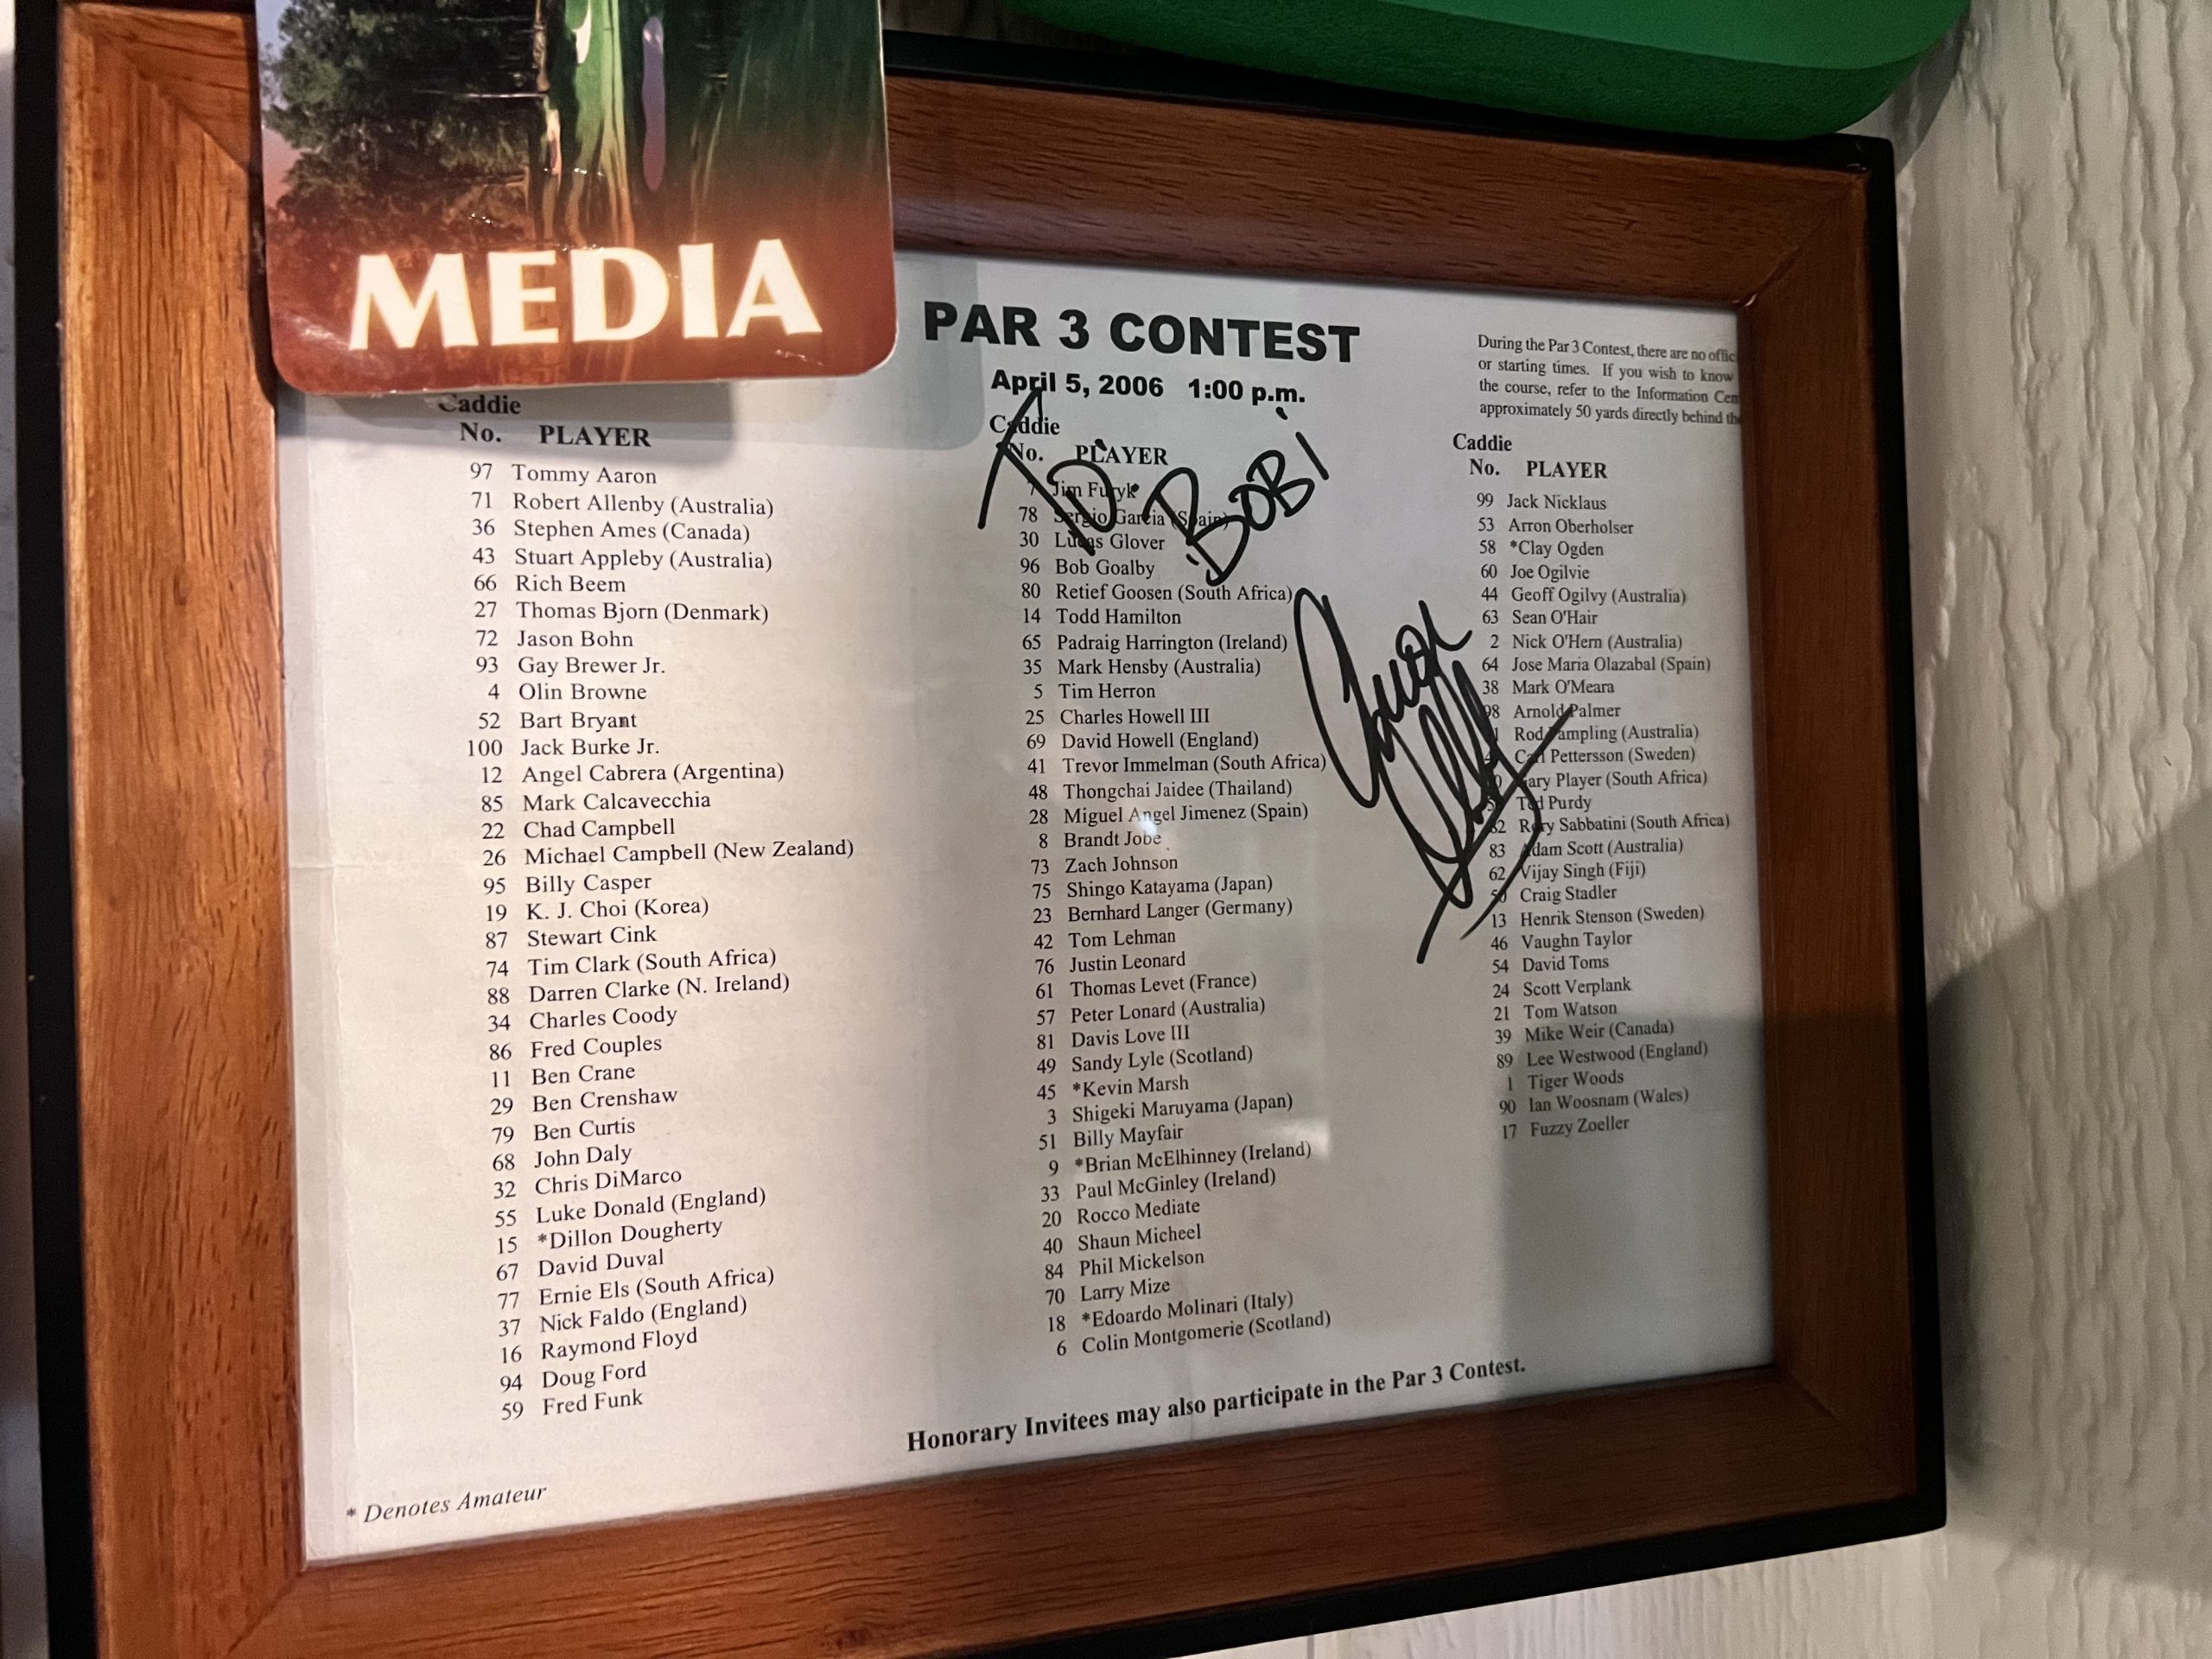 MEDIA
PAR 3 CONTEST
April 5, 2006 1:00 p.m.
During the Par 3 Contest, there are no
or starting times. If you wish to know
the course, refer to the Information
approximately 50 yards directly behind
Caddie
No. PLAYER
97 Tommy Aaron
71 Robert Allenby (Australia)
36 Stephen Ames (Canada)
43 Stuart Appleby (Australia)
66 Rich Beem
27 Thomas Bjorn (Denmark)
72 Jason Bohn
93 Gay Brewer Jr.
4 Olin Browne
52 Bart Bryant
100 Jack Burke Jr.
12 Angel Cabrera (Argentina)
85 Mark Calcavecchia
22 Chad Campbell
26 Michael Campbell (New Zealand)
95 Billy Casper
19 K. J. Choi (Korea)
87 Stewart Cink
74 Tim Clark (South Africa)
88 Darren Clarke (N. Ireland)
34 Charles Coody
86 Fred Couples
11 Ben Crane
29 Ben Crenshaw
79 Ben Curtis
68 John Daly
32 Chris DiMarco
55 Luke Donald (England)
15 *Dillon Dougherty
67 David Duval
77 Ernie Els (South Africa)
37 Nick Faldo (England)
16 Raymond Floyd
94 Doug Ford
59 Fred Funk
Caddie
No. PLAYER
7 Jim Furyk
78 Sergio Garcia (Spain)
30 Lucas Glover
96 Bob Goalby
80 Retief Goosen (South Africa)
14 Todd Hamilton
65 Padraig Harrington (Ireland)
35 Mark Hensby (Australia)
5 Tim Herron
25 Charles Howell III
69 David Howell (England)
41 Trevor Immelman (South Africa)
48 Thongchai Jaidee (Thailand)
28 Miguel Angel Jimenez (Spain)
8 Brandt Jobe
73 Zach Johnson
75 Shingo Katayama (Japan)
23 Bernhard Langer (Germany)
42 Tom Lehman
76 Justin Leonard
61 Thomas Levet (France)
57 Peter Lonard (Australia)
81 Davis Love III
49 Sandy Lyle (Scotland)
45 *Kevin Marsh
3 Shigeki Maruyama (Japan)
51 Billy Mayfair
9 *Brian McElhinney (Ireland)
33 Paul McGinley (Ireland)
20 Rocco Mediate
40 Shaun Micheel
84 Phil Mickelson
70 Larry Mize
18 *Edoardo Molinari (Italy)
6 Colin Montgomerie (Scotland)
Caddie
No. PLAYER
99 Jack Nicklaus
53 Arron Oberholser
58 *Clay Ogden
60 Joe Ogilvie
44 Geoff Ogilvy (Australia)
63 Sean O'Hair
2 Nick O'Hern (Australia)
64 Jose Maria Olazabal (Spain)
38 Mark O'Meara
98 Arnold Palmer
Rod Pampling (Australia)
Carl Pettersson (Sweden)
Gary Player (South Africa)
Ted Purdy
82 Rory Sabbatini (South Africa)
83 Adam Scott (Australia)
62 Vijay Singh (Fiji)
50 Craig Stadler
13 Henrik Stenson (Sweden)
46 Vaughn Taylor
54 David Toms
24 Scott Verplank
21 Tom Watson
39 Mike Weir (Canada)
89 Lee Westwood (England)
1 Tiger Woods
90 Ian Woosnam (Wales)
17 Fuzzy Zoeller
TO BOBI
Honorary Invitees may also participate in the Par 3 Contest.
* Denotes Amateur